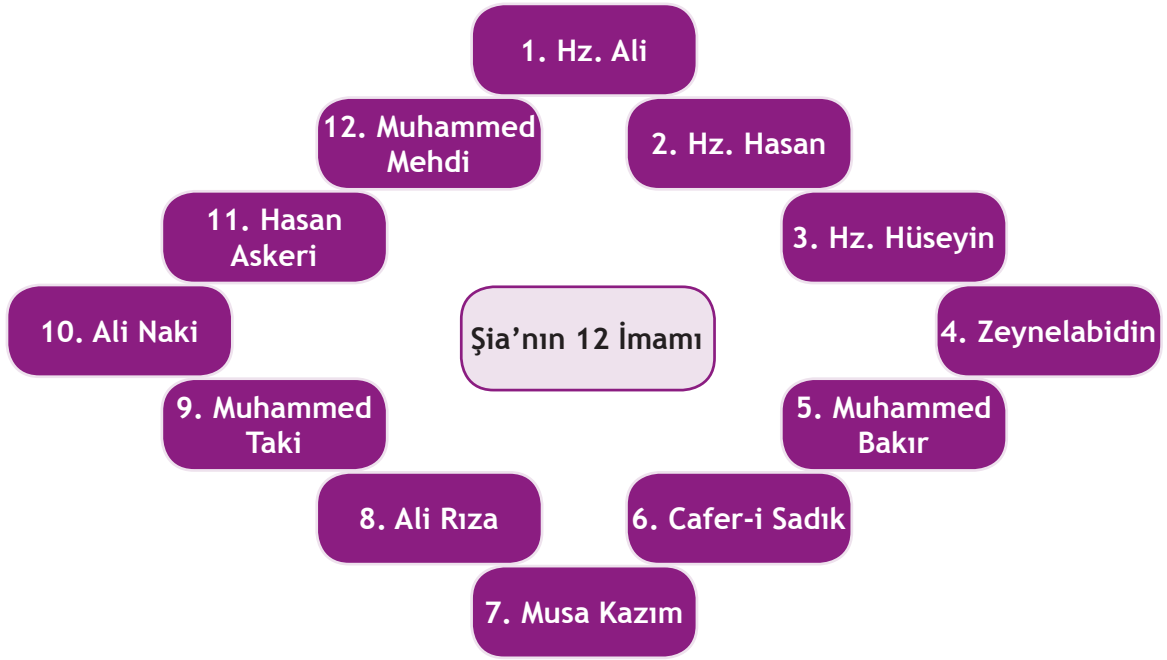 1. Hz. Ali
2. Hz. Hasan
3. Hz. Hüseyin
4. Zeynelabidin
5. Muhammed
Bakır
6. Cafer-i Sadık
7. Musa Kazım
8. Ali Rıza
9. Muhammed
Taki
10. Ali Naki
11. Hasan
Askeri
12. Muhammed
Mehdi
Şia’nın 12 İmamı